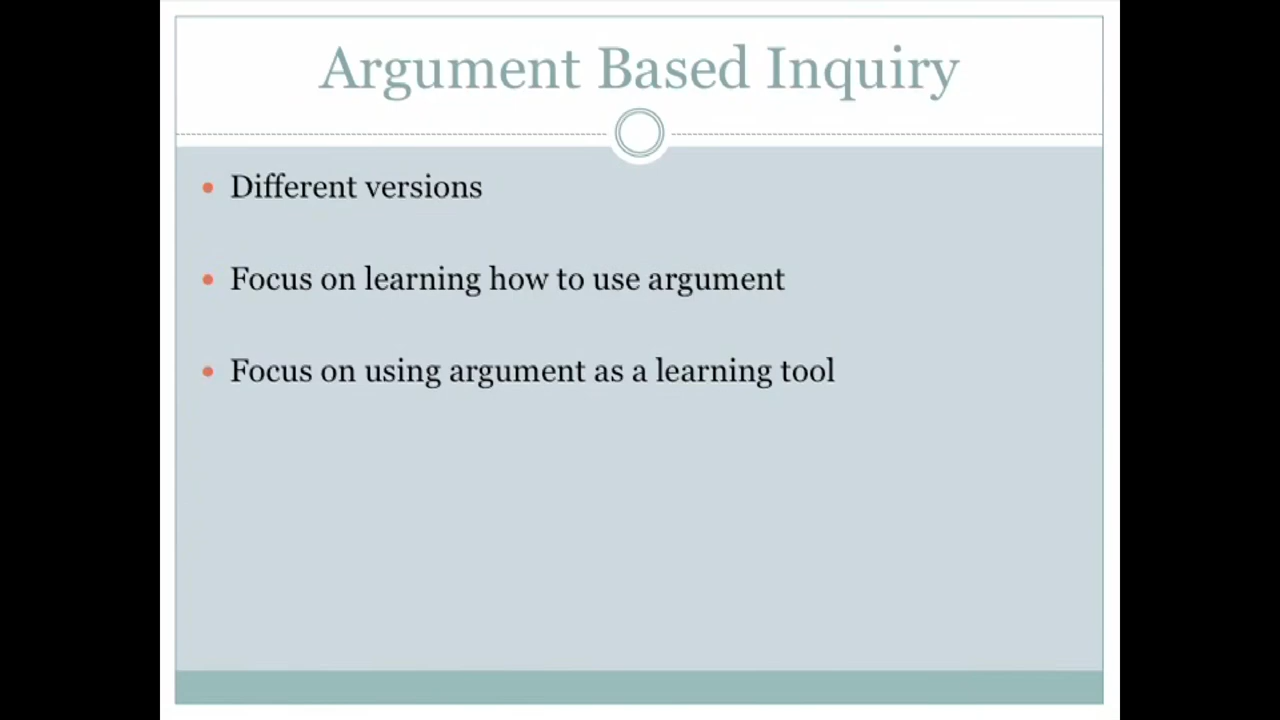 Argument Based Inquiry
Different versions
Focus on learning how to use argument
Focus on using argument as a learning tool